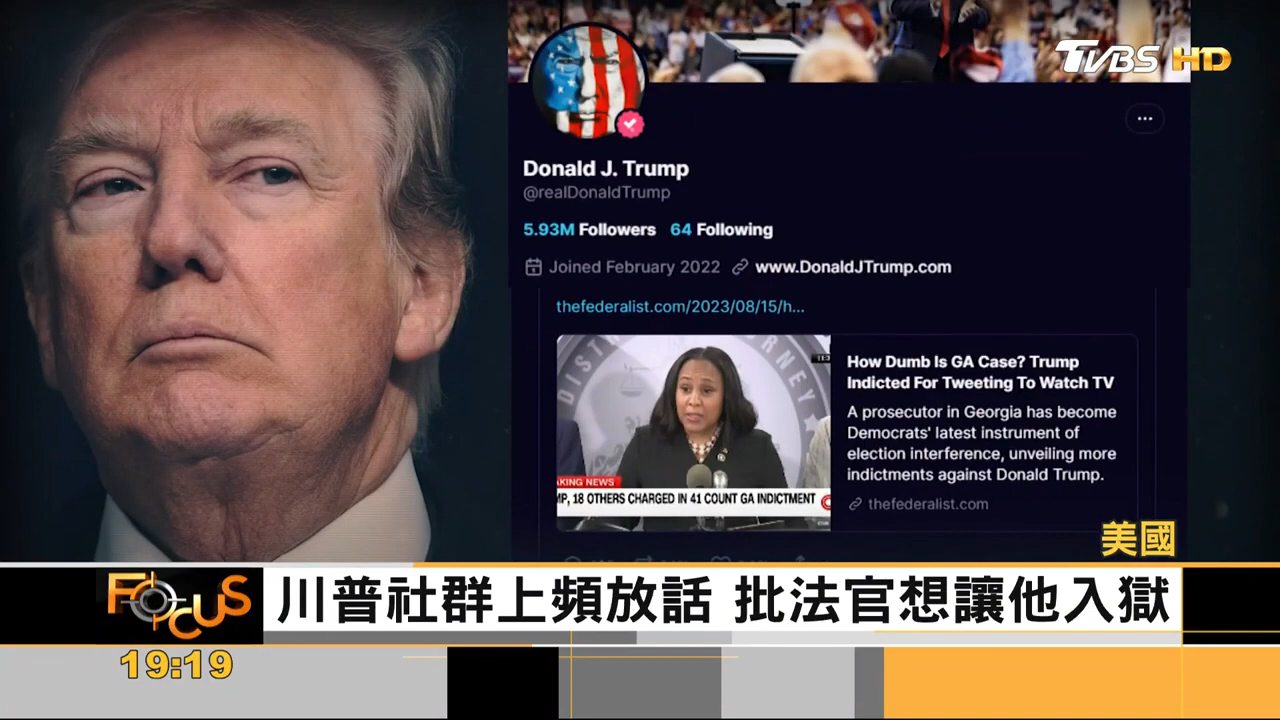 TVBS HD
Donald J. Trump
@realDonaldTrump
5.93M Followers 64 Following
Joined February 2022 www.DonaldJTrump.com
thefederalist.com/2023/08/15/h...
DIST
ORNEY
11:3
KING NEWS
MP, 18 OTHERS CHARGED IN 41 COUNT GA INDICTMENT
How Dumb Is GA Case? Trump
Indicted For Tweeting To Watch TV
A prosecutor in Georgia has become
Democrats' latest instrument of
election interference, unveiling more
indictments against Donald Trump.
thefederalist.com
美國
FOCUS
川普社群上頻放話 批法官想讓他入獄
19:19